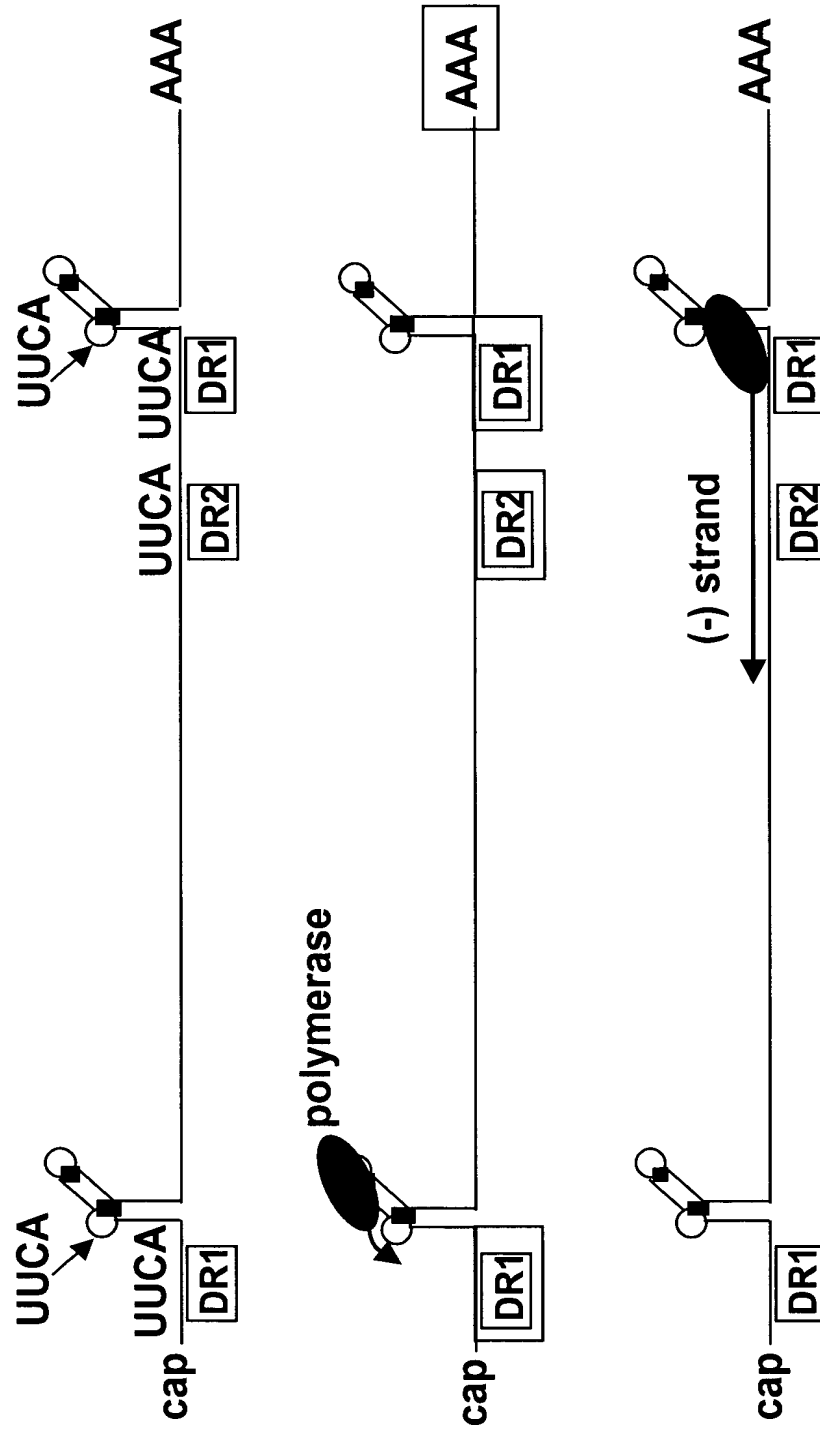 UUCA UUCA
UUCA UUCA UUCA
cap AAA
DR1 DR2 DR1
polymerase
cap AAA
DR1 DR2 DR1
(-) strand
cap AAA
DR1 DR2 DR1